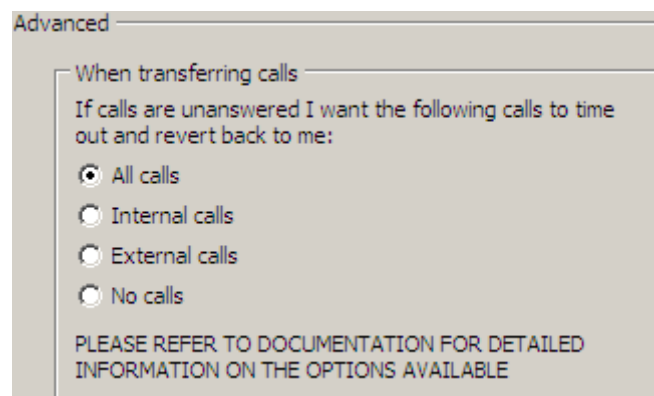 Advanced
When transferring calls
If calls are unanswered I want the following calls to time
out and revert back to me:
All calls
Internal calls
External calls
No calls
PLEASE REFER TO DOCUMENTATION FOR DETAILED
INFORMATION ON THE OPTIONS AVAILABLE